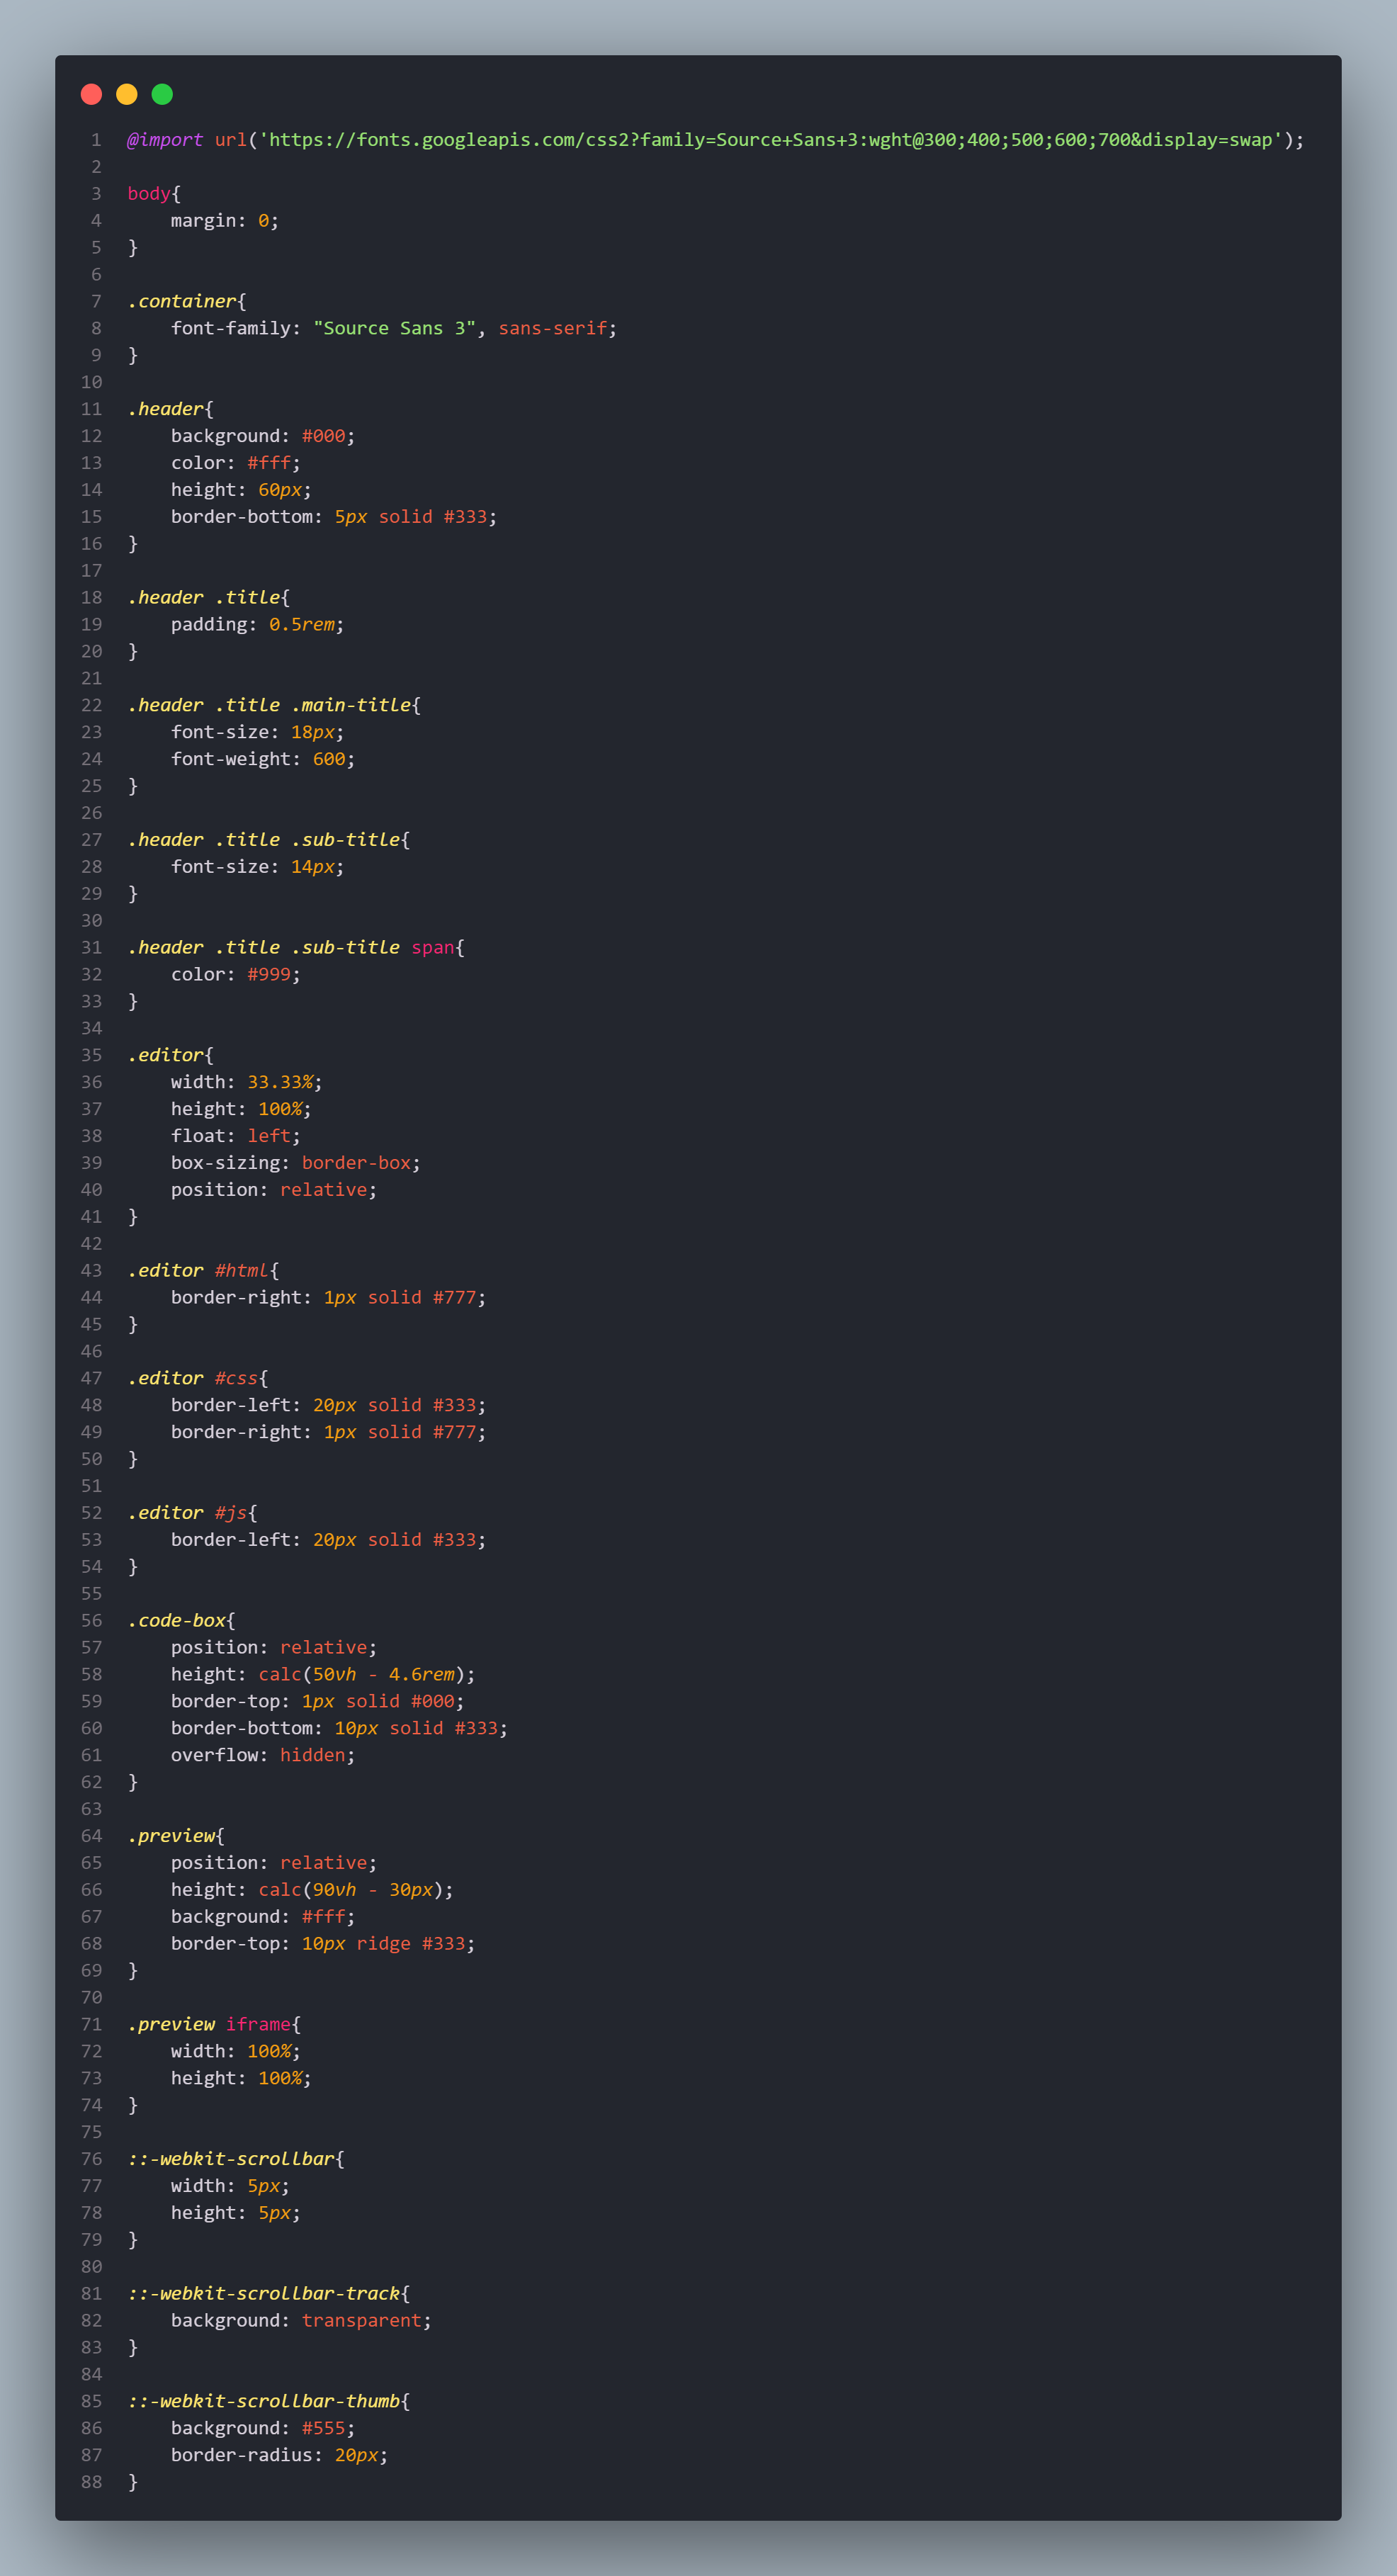 1 @import url('https://fonts.googleapis.com/css2?family=Source+Sans+3:wght@300;400;500;600;700&display=swap');
2
3 body{
4     margin: 0;
5 }
6
7 .container{
8     font-family: "Source Sans 3", sans-serif;
9 }
10
11 .header{
12     background: #000;
13     color: #fff;
14     height: 60px;
15     border-bottom: 5px solid #333;
16 }
17
18 .header .title{
19     padding: 0.5rem;
20 }
21
22 .header .title .main-title{
23     font-size: 18px;
24     font-weight: 600;
25 }
26
27 .header .title .sub-title{
28     font-size: 14px;
29 }
30
31 .header .title .sub-title span{
32     color: #999;
33 }
34
35 .editor{
36     width: 33.33%;
37     height: 100%;
38     float: left;
39     box-sizing: border-box;
40     position: relative;
41 }
42
43 .editor #html{
44     border-right: 1px solid #777;
45 }
46
47 .editor #css{
48     border-left: 20px solid #333;
49     border-right: 1px solid #777;
50 }
51
52 .editor #js{
53     border-left: 20px solid #333;
54 }
55
56 .code-box{
57     position: relative;
58     height: calc(50vh - 4.6rem);
59     border-top: 1px solid #000;
60     border-bottom: 10px solid #333;
61     overflow: hidden;
62 }
63
64 .preview{
65     position: relative;
66     height: calc(90vh - 30px);
67     background: #fff;
68     border-top: 10px ridge #333;
69 }
70
71 .preview iframe{
72     width: 100%;
73     height: 100%;
74 }
75
76 ::-webkit-scrollbar{
77     width: 5px;
78     height: 5px;
79 }
80
81 ::-webkit-scrollbar-track{
82     background: transparent;
83 }
84
85 ::-webkit-scrollbar-thumb{
86     background: #555;
87     border-radius: 20px;
88 }